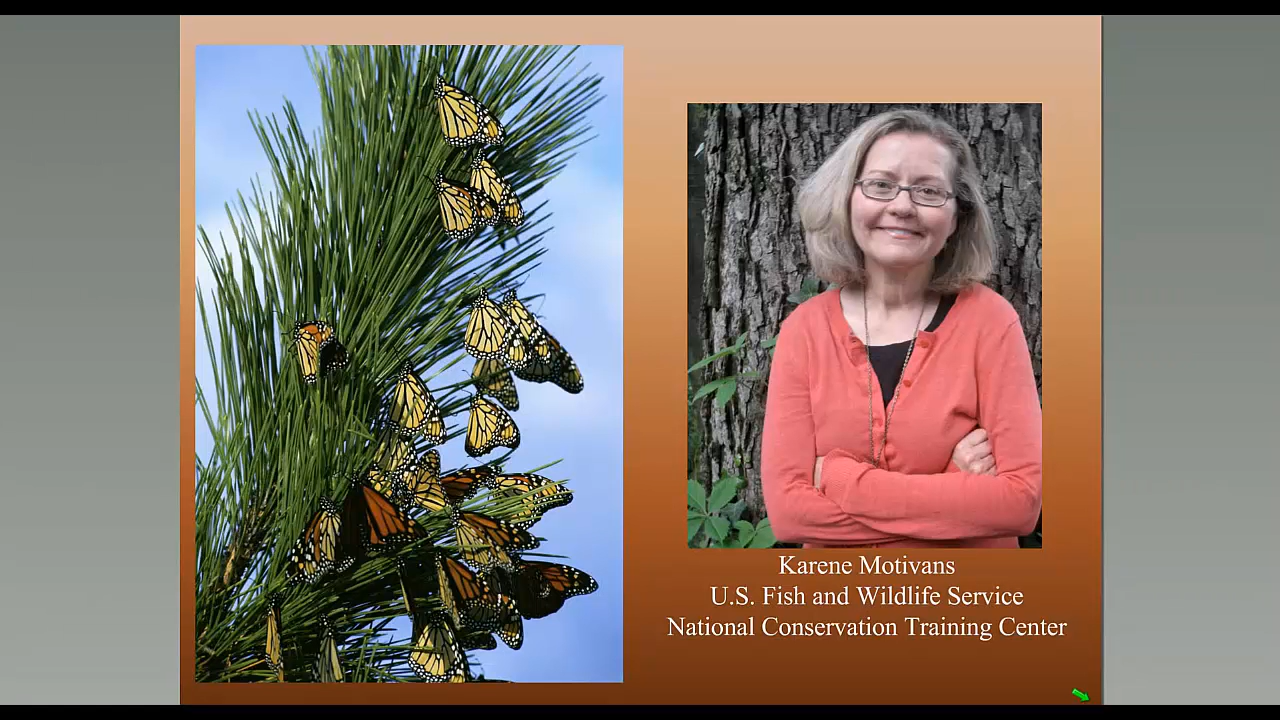 Karene Motivans
U.S. Fish and Wildlife Service
National Conservation Training Center